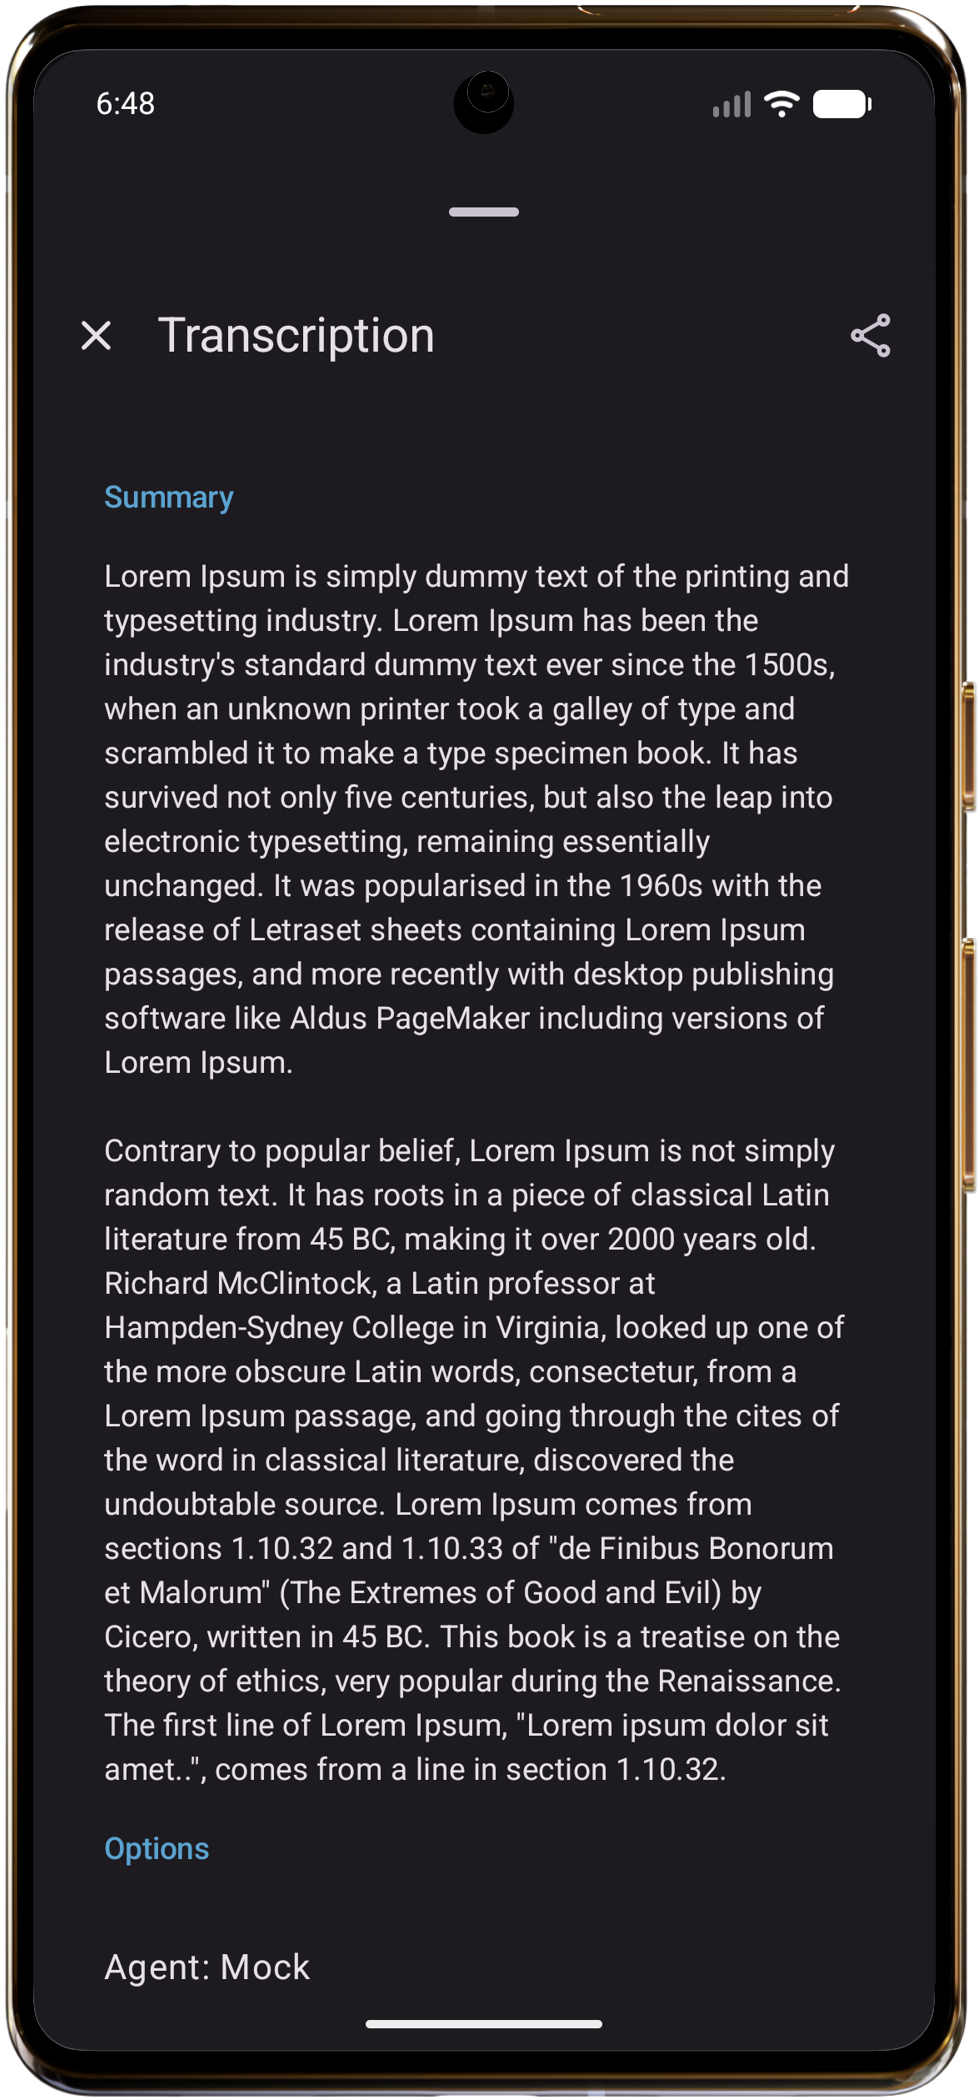 6:48
Transcription
Summary
Lorem Ipsum is simply dummy text of the printing and
typesetting industry. Lorem Ipsum has been the
industry's standard dummy text ever since the 1500s,
when an unknown printer took a galley of type and
scrambled it to make a type specimen book. It has
survived not only five centuries, but also the leap into
electronic typesetting, remaining essentially
unchanged. It was popularised in the 1960s with the
release of Letraset sheets containing Lorem Ipsum
passages, and more recently with desktop publishing
software like Aldus PageMaker including versions of
Lorem Ipsum.
Contrary to popular belief, Lorem Ipsum is not simply
random text. It has roots in a piece of classical Latin
literature from 45 BC, making it over 2000 years old.
Richard McClintock, a Latin professor at
Hampden-Sydney College in Virginia, looked up one of
the more obscure Latin words, consectetur, from a
Lorem Ipsum passage, and going through the cites of
the word in classical literature, discovered the
undoubtable source. Lorem Ipsum comes from
sections 1.10.32 and 1.10.33 of "de Finibus Bonorum
et Malorum" (The Extremes of Good and Evil) by
Cicero, written in 45 BC. This book is a treatise on the
theory of ethics, very popular during the Renaissance.
The first line of Lorem Ipsum, "Lorem ipsum dolor sit
amet..", comes from a line in section 1.10.32.
Options
Agent: Mock